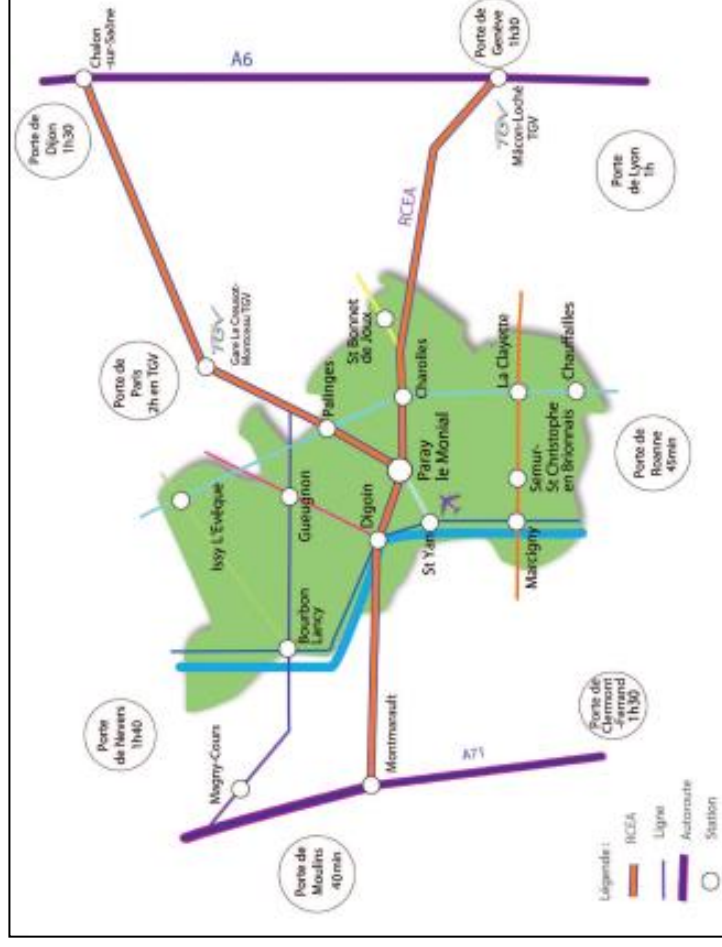 Chalon
-sur-Saône
A6
Porte de
Genève
1h30
Porte de
Dijon
1h30
TGV
Mâcon-Loché
TGV
Porte
de Lyon
1h
RCEA
TGV
Gare Le Creusot-
Montceau TGV
Porte de
Paris
2h en TGV
St Bonnet
de Joux
Palinges
Charolles
La Clayette
Chauffailles
Issy L'Evêque
Gueugnon
Digoin
Paray
le Monial
St Yan
Semur-
St Christophe
en Brionnais
Marcigny
Porte de
Roanne
45min
Bourbon
Lancy
Porte
de Nevers
1h40
Magny-Cours
Montmarault
A71
Porte de
Clermont
-Ferrand
1h30
Porte de
Moulins
40min
Légende :
RCEA
Ligne
Autoroute
Station